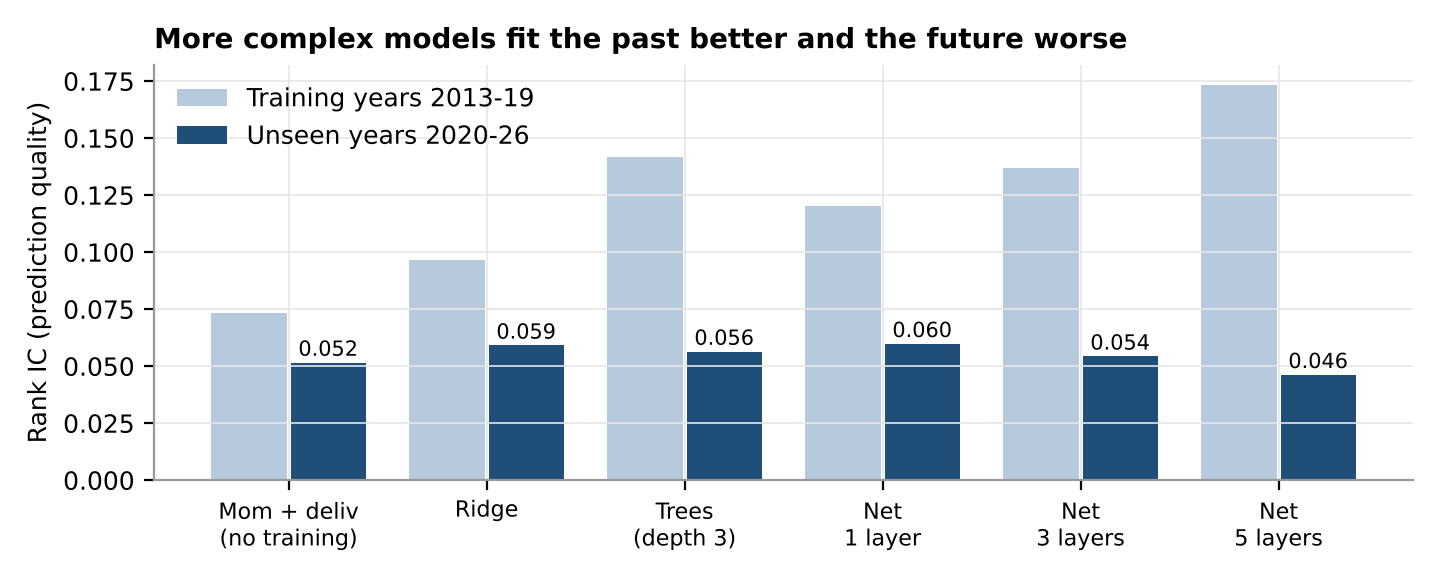 More complex models fit the past better and the future worse
Rank IC (prediction quality)
0.175
0.150
0.125
0.100
0.075
0.050
0.025
0.000
Training years 2013-19
Unseen years 2020-26
0.052
0.059
0.056
0.060
0.054
0.046
Mom + deliv
(no training)
Ridge
Trees
(depth 3)
Net
1 layer
Net
3 layers
Net
5 layers